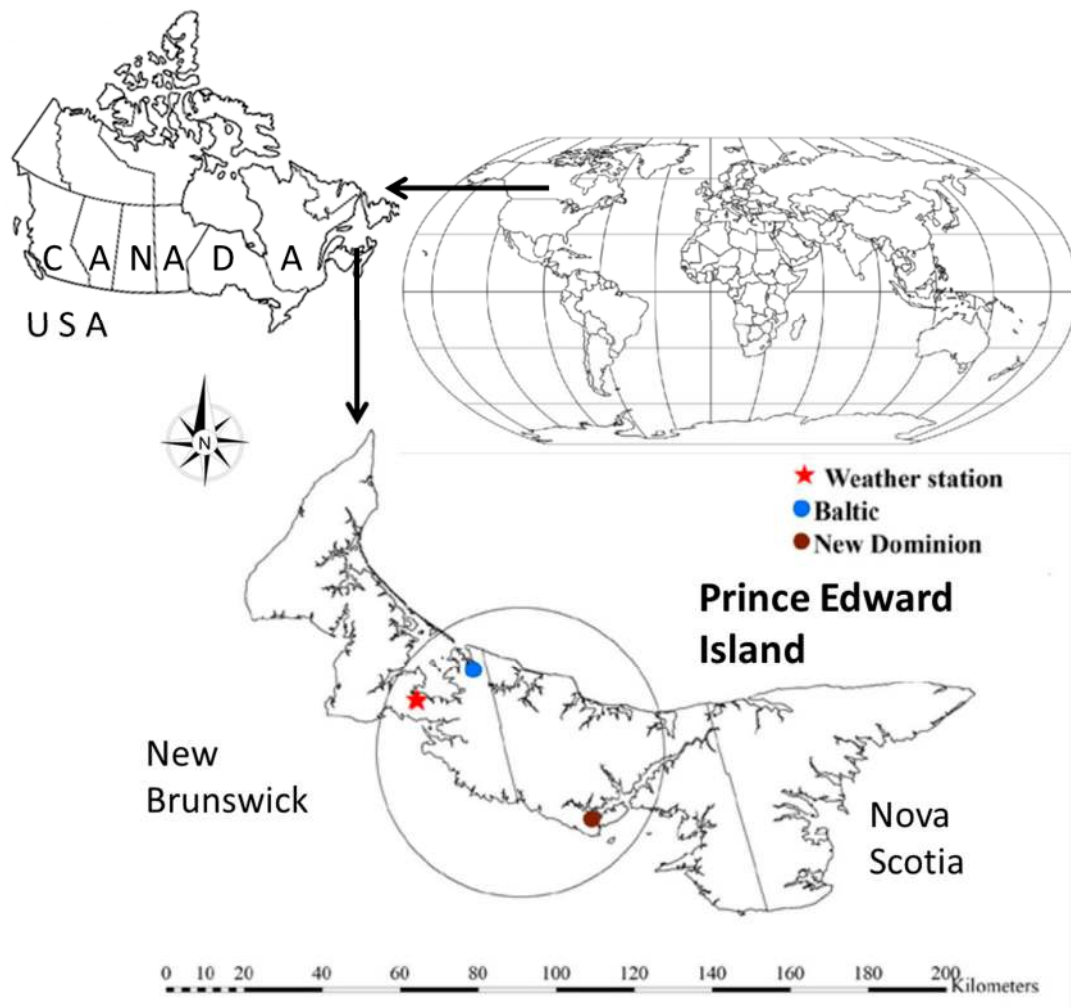 C A N A D A
U S A
N
Weather station
Baltic
New Dominion
Prince Edward
Island
New
Brunswick
Nova
Scotia
0 10 20 40 60 80 100 120 140 160 180 200
Kilometers